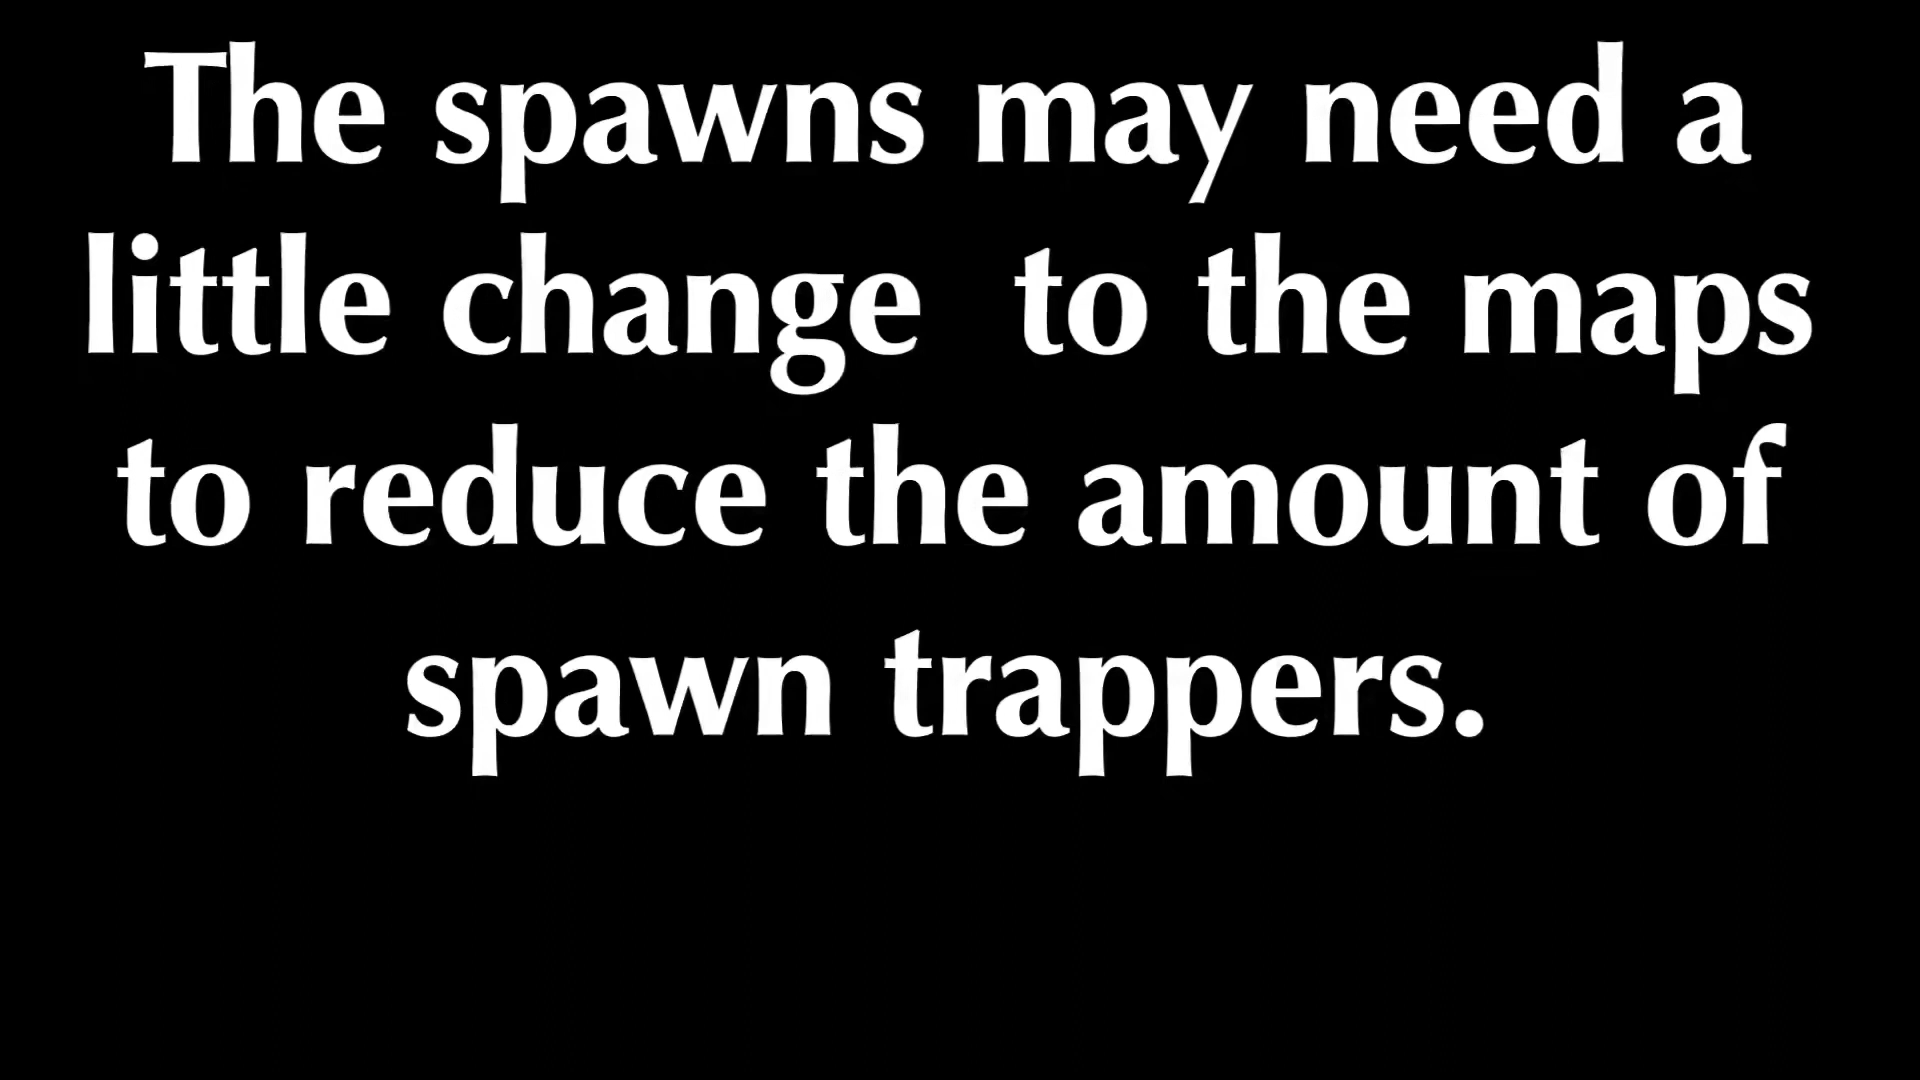 The spawns may need a
little change  to the maps
to reduce the amount of
spawn trappers.